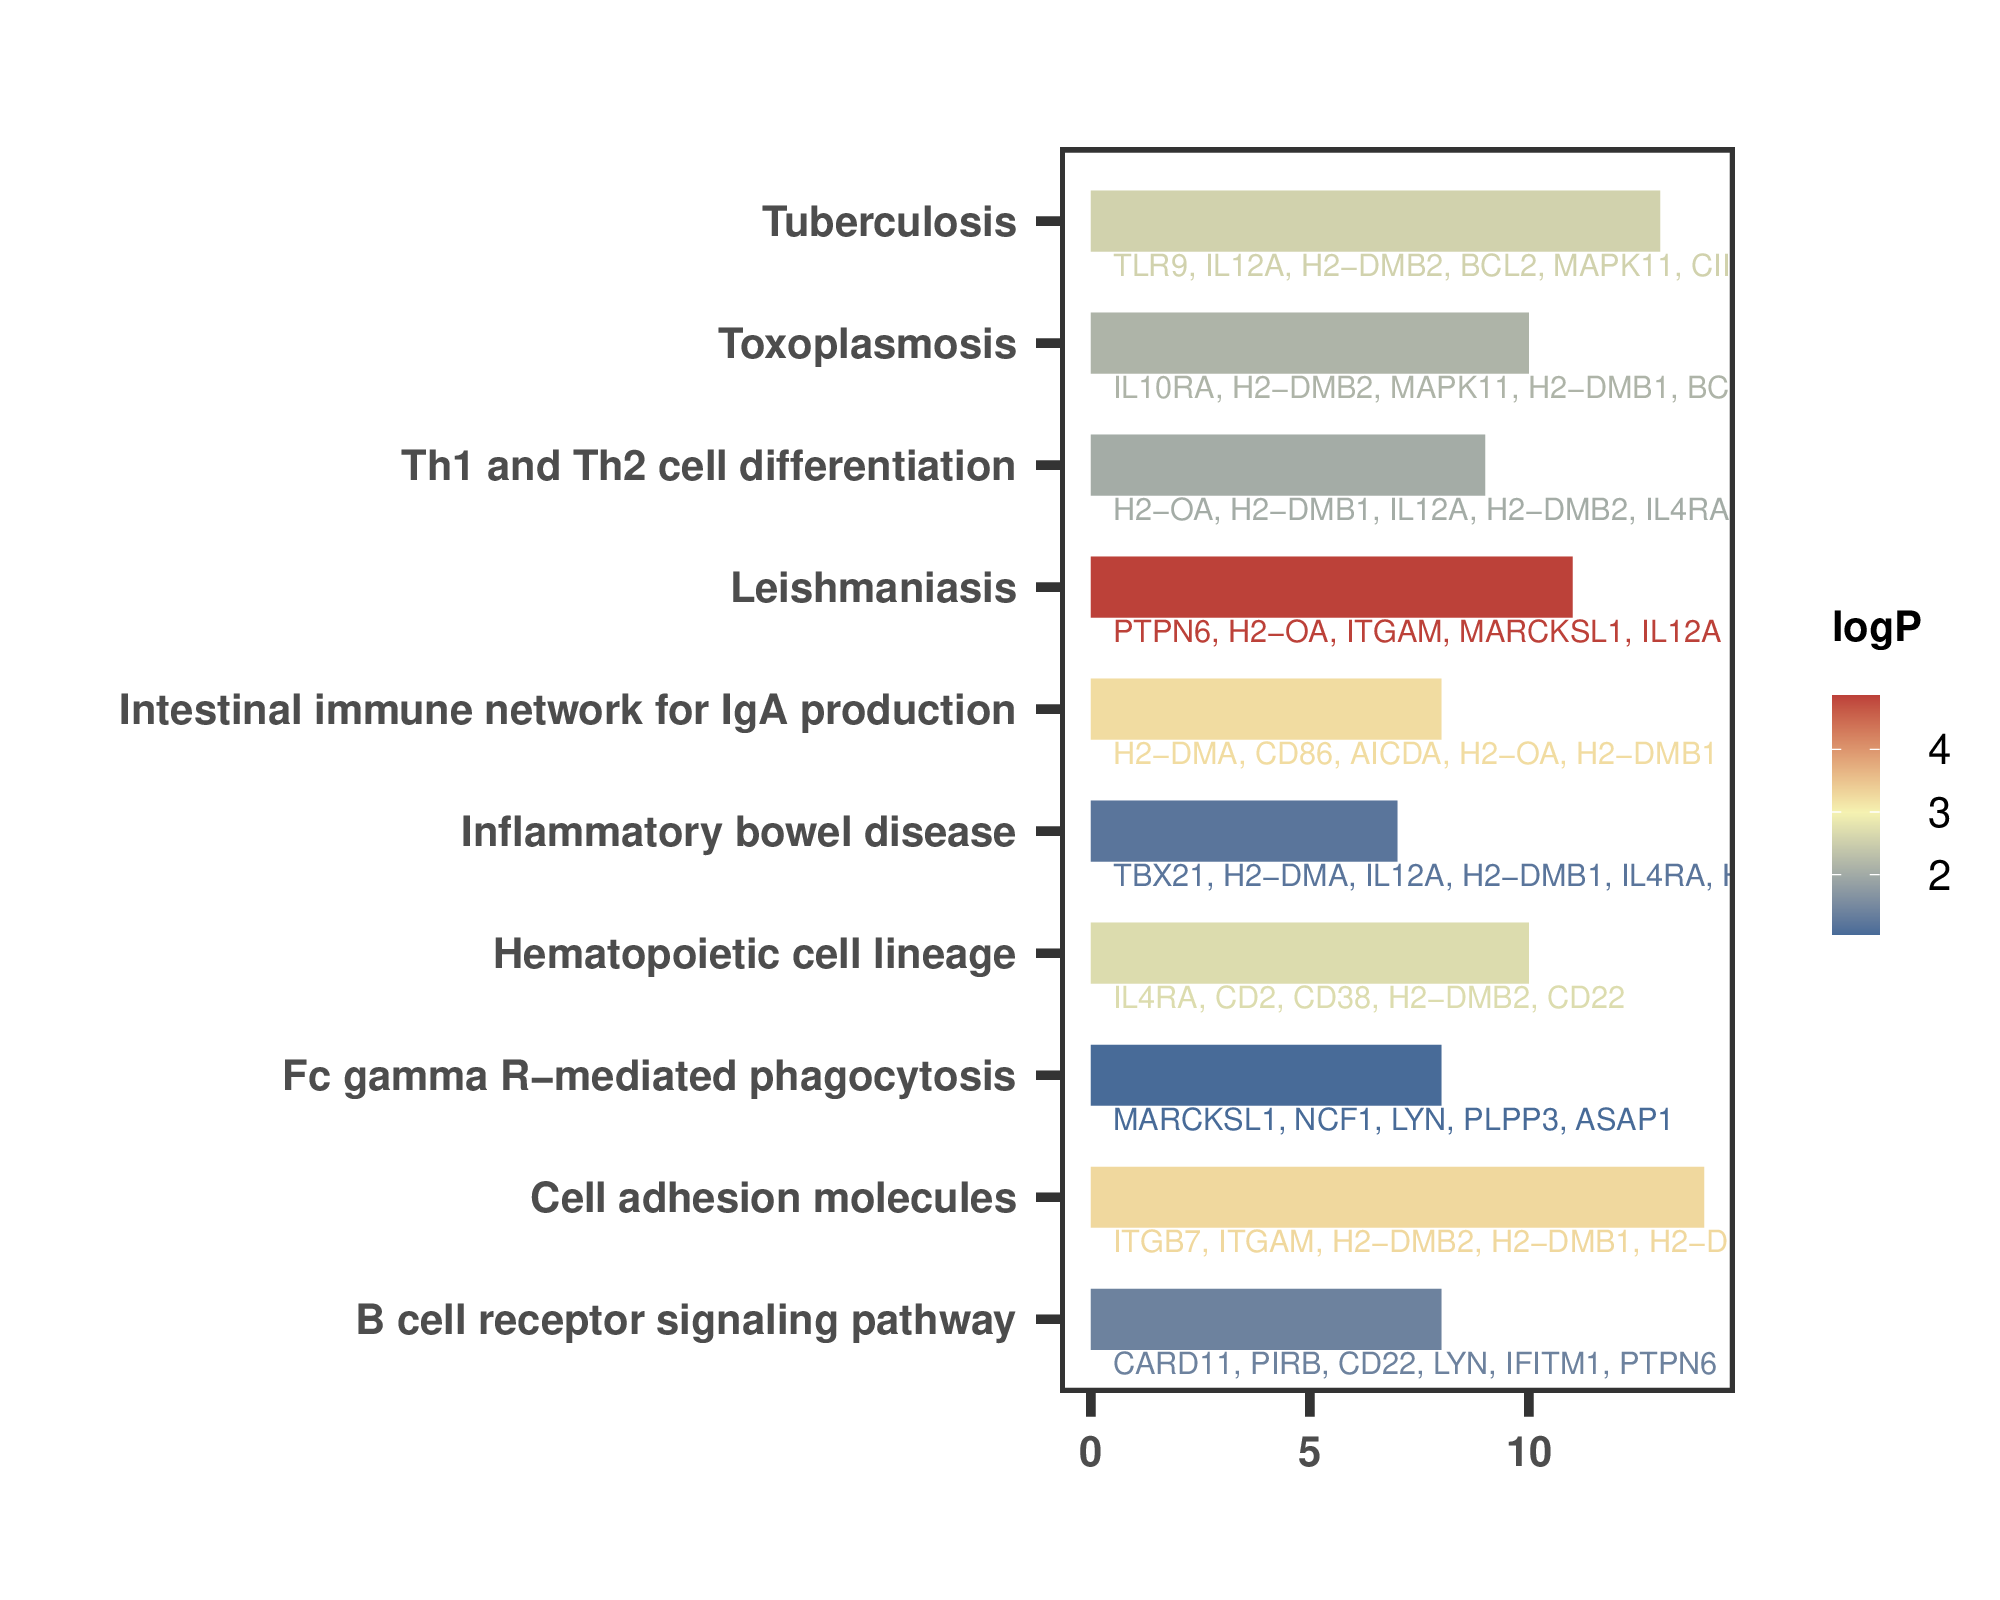 Tuberculosis
TLR9, IL12A, H2−DMB2, BCL2, MAPK11,
Toxoplasmosis
IL10RA, H2−DMB2, MAPK11, H2−DMB1,
Th1 and Th2 cell differentiation
H2−OA, H2−DMB1, IL12A, H2−DMB2, IL4RA
Leishmaniasis
PTPN6, H2−OA, ITGAM, MARCKSL1, IL12A
Intestinal immune network for IgA production
H2−DMA, CD86, AICDA, H2−OA, H2−DMB1
Inflammatory bowel disease
TBX21, H2−DMA, IL12A, H2−DMB1, IL4RA,
Hematopoietic cell lineage
IL4RA, CD2, CD38, H2−DMB2, CD22
Fc gamma R−mediated phagocytosis
MARCKSL1, NCF1, LYN, PLPP3, ASAP1
Cell adhesion molecules
ITGB7, ITGAM, H2−DMB2, H2−DMB1,
B cell receptor signaling pathway
CARD11, PIRB, CD22, LYN, IFITM1, PTPN6
0 5 10
logP
4
3
2